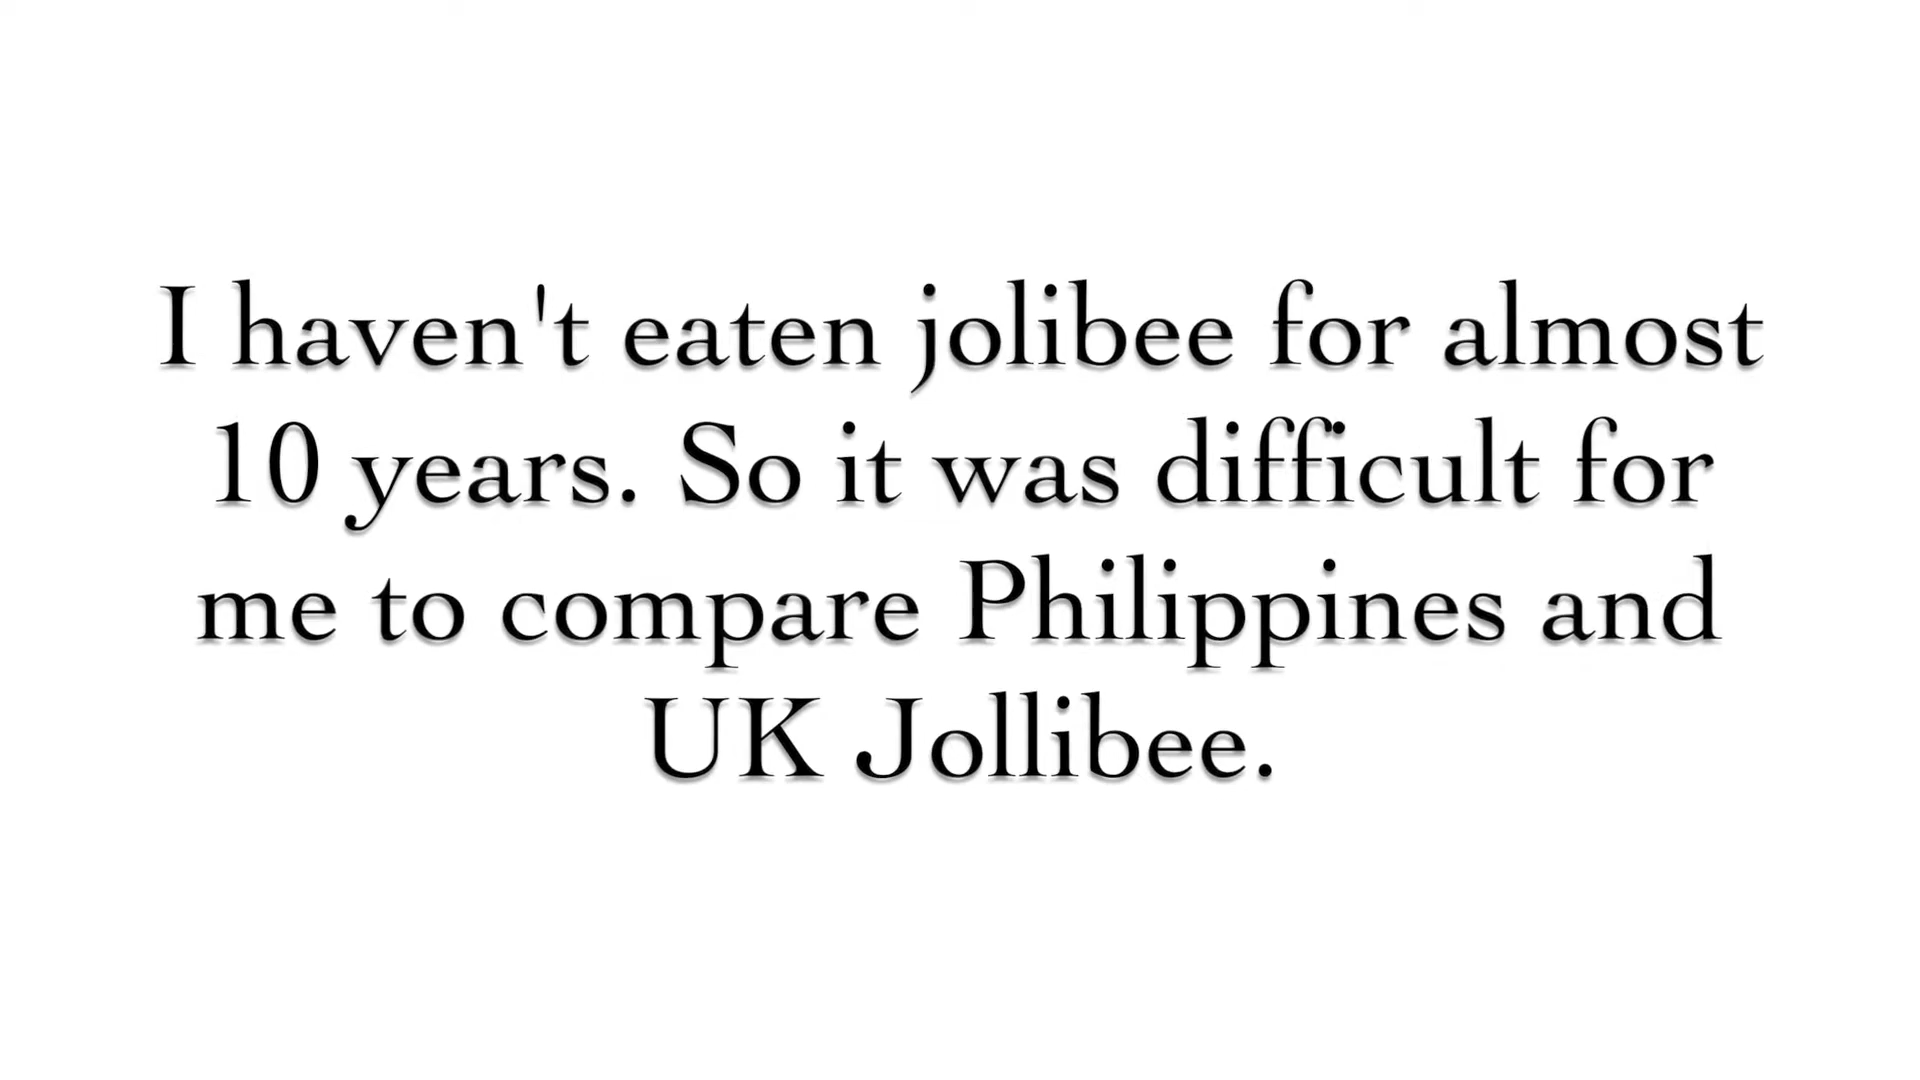 I haven't eaten jolibee for almost
10 years. So it was difficult for
me to compare Philippines and
UK Jollibee.